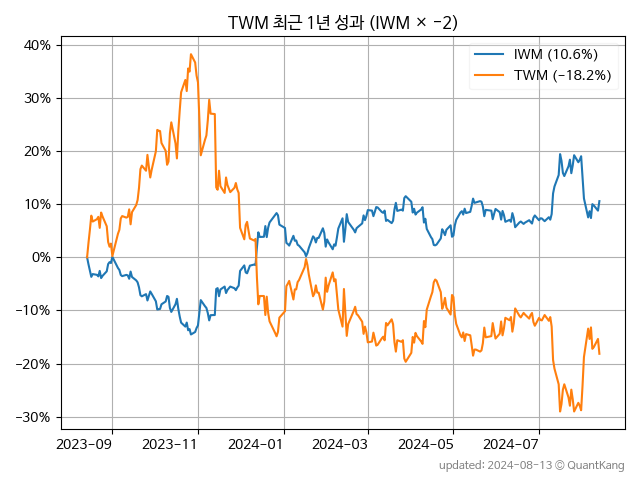 TWM 최근 1년 성과 (IWM × −2)
IWM (10.6%)
TWM (−18.2%)
40%
30%
20%
10%
0%
−10%
−20%
−30%
2023−09 2023−11 2024−01 2024−03 2024−05 2024−07
updated: 2024-08-13 © QuantKang